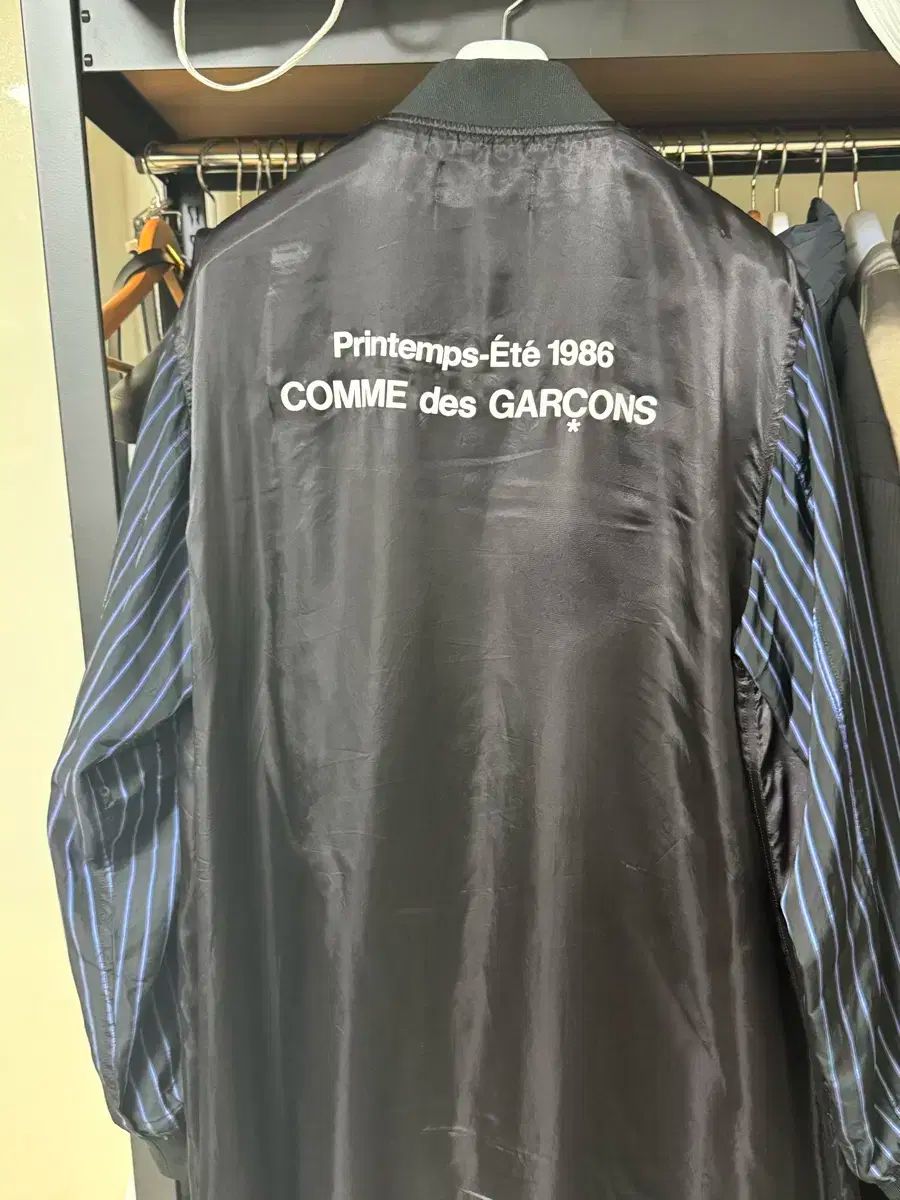 Printemps-Été 1986
COMME des GARÇONS
*